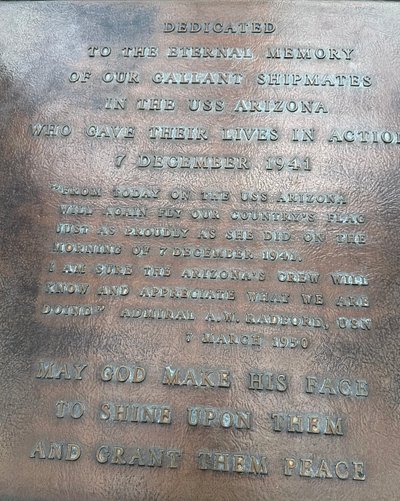 DEDICATED
TO THE ETERNAL MEMORY
OF OUR GALLANT SHIPMATES
IN THE USS ARIZONA
WHO GAVE THEIR LIVES IN ACTION
7 DECEMBER 1941
"FROM TODAY ON THE USS ARIZONA
WILL AGAIN FLY OUR COUNTRY'S FLAG
JUST AS PROUDLY AS SHE DID ON THE
MORNING OF 7 DECEMBER 1941.
I AM SURE THE ARIZONA'S CREW WILL
KNOW AND APPRECIATE WHAT WE ARE
DOING" ADMIRAL A.W. RADFORD, USN
7 MARCH 1950
MAY GOD MAKE HIS FACE
TO SHINE UPON THEM
AND GRANT THEM PEACE